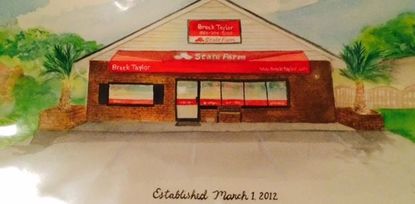 Brock Taylor
State Farm
State Farm
Brock Taylor
Established March 1, 2012